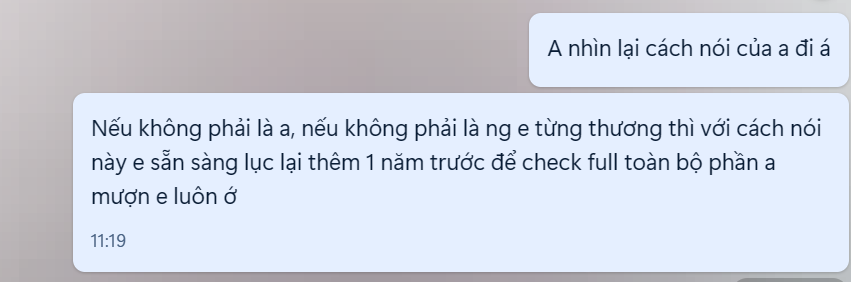 A nhìn lại cách nói của a đi á
Nếu không phải là a, nếu không phải là ng e từng thương thì với cách nói
này e sẵn sàng lục lại thêm 1 năm trước để check full toàn bộ phần a
mượn e luôn ớ
11:19